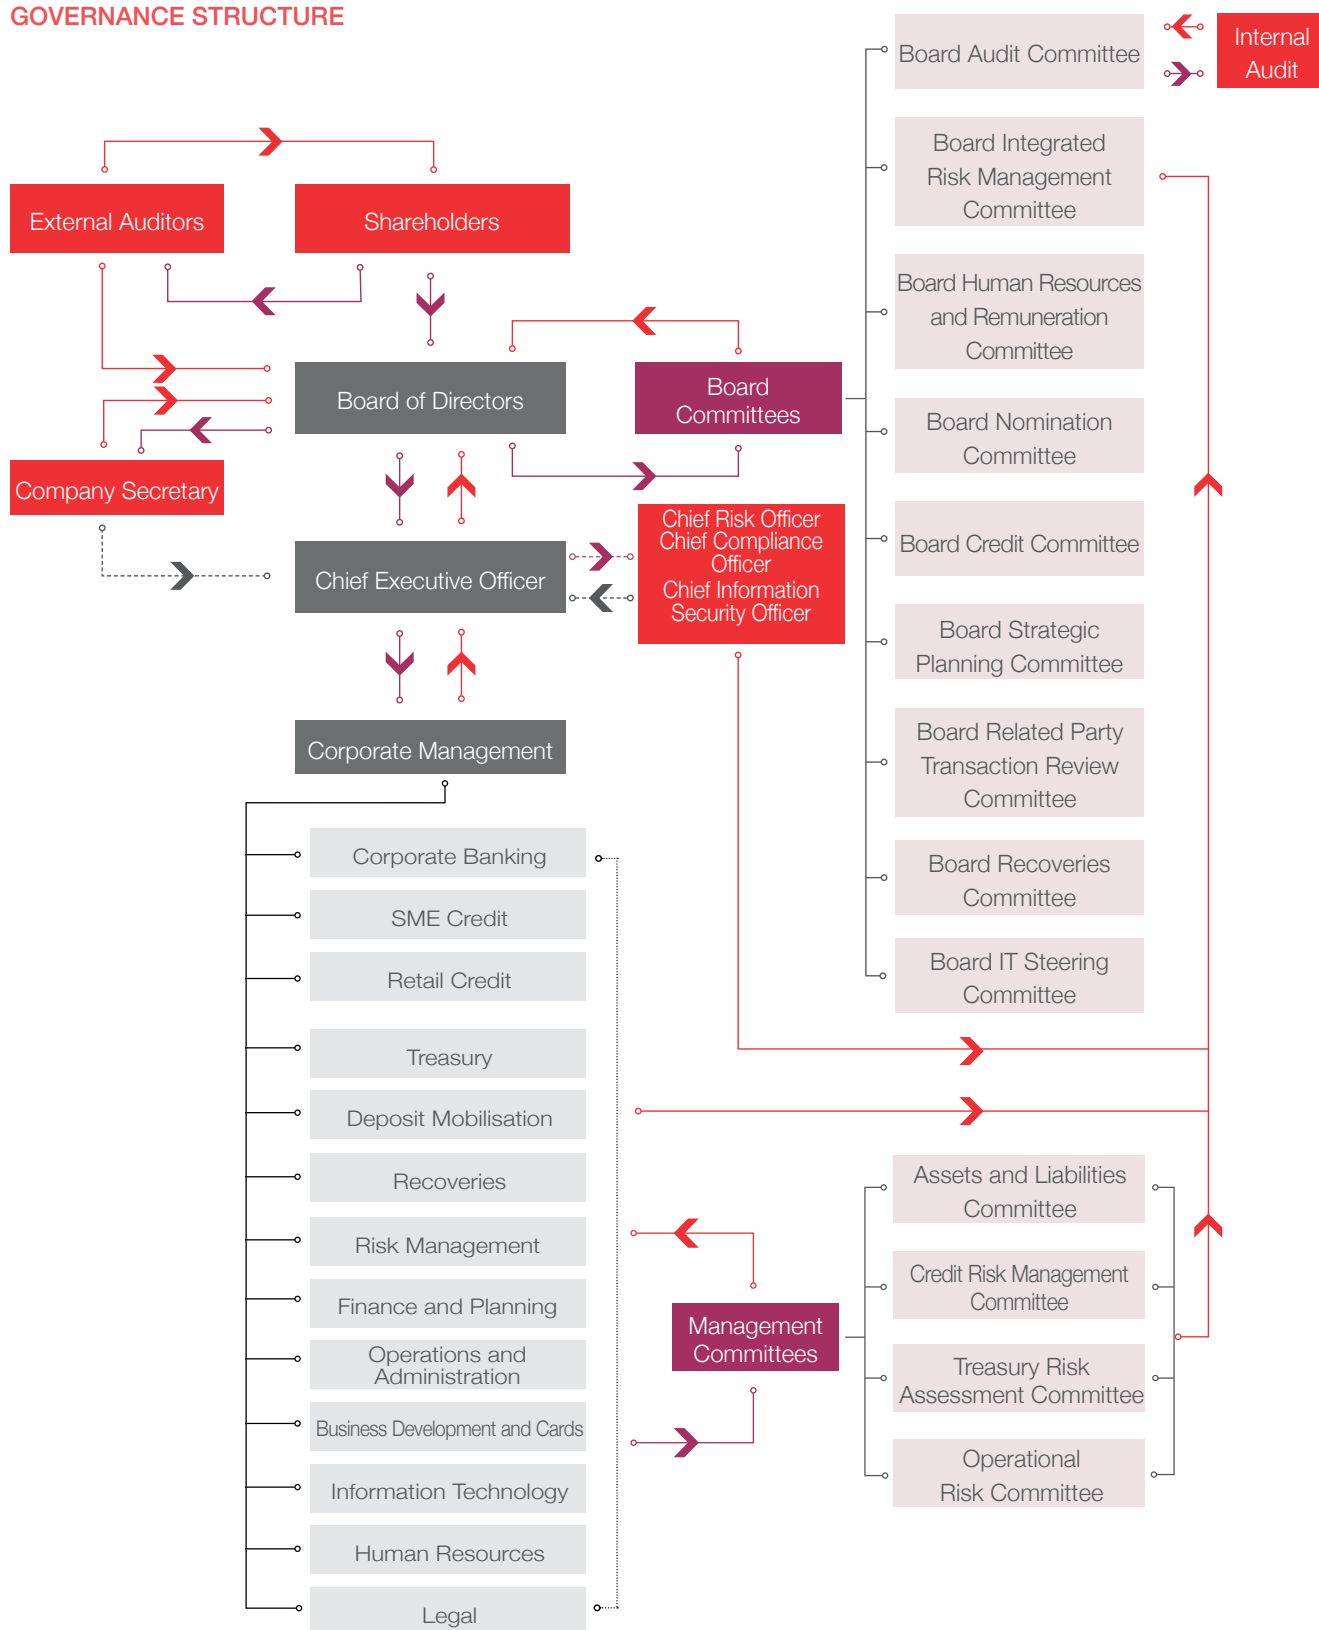 GOVERNANCE STRUCTURE
External Auditors
Shareholders
Board of Directors
Board
Committees
Company Secretary
Chief Executive Officer
Chief Risk Officer
Chief Compliance
Officer
Chief Information
Security Officer
Corporate Management
Corporate Banking
SME Credit
Retail Credit
Treasury
Deposit Mobilisation
Recoveries
Risk Management
Finance and Planning
Operations and
Administration
Business Development and Cards
Information Technology
Human Resources
Legal
Board Audit Committee
Internal
Audit
Board Integrated
Risk Management
Committee
Board Human Resources
and Remuneration
Committee
Board Nomination
Committee
Board Credit Committee
Board Strategic
Planning Committee
Board Related Party
Transaction Review
Committee
Board Recoveries
Committee
Board IT Steering
Committee
Management
Committees
Assets and Liabilities
Committee
Credit Risk Management
Committee
Treasury Risk
Assessment Committee
Operational
Risk Committee